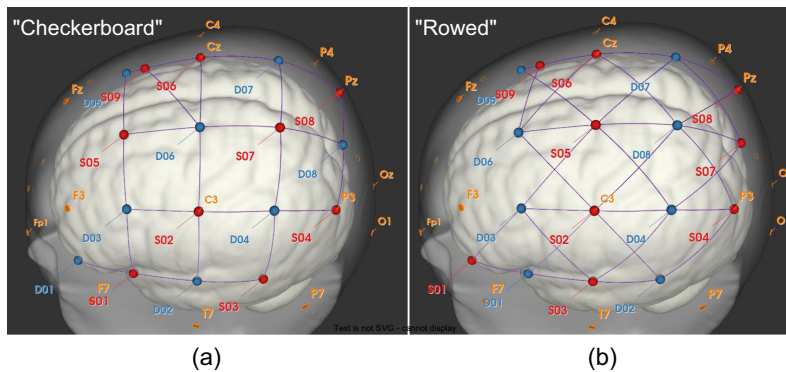 "Checkerboard"
C4
Cz
P4
S06
Fz
D05
S09
D07
Pz
S08
S05
D06
S07
D08
Oz
F3
C3
P3
Fp1
O1
D03
S02
D04
S04
D01
S01
F7
D02
S03
P7
T7
"Rowed"
C4
Cz
P4
S06
Fz
D05
S09
D07
Pz
S08
D06
S05
D08
S07
F3
C3
P3
Fp1
D03
S02
D04
S04
S01
D01
F7
S03
D02
P7
T7
Text is not SVG - cannot display
(a)
(b)